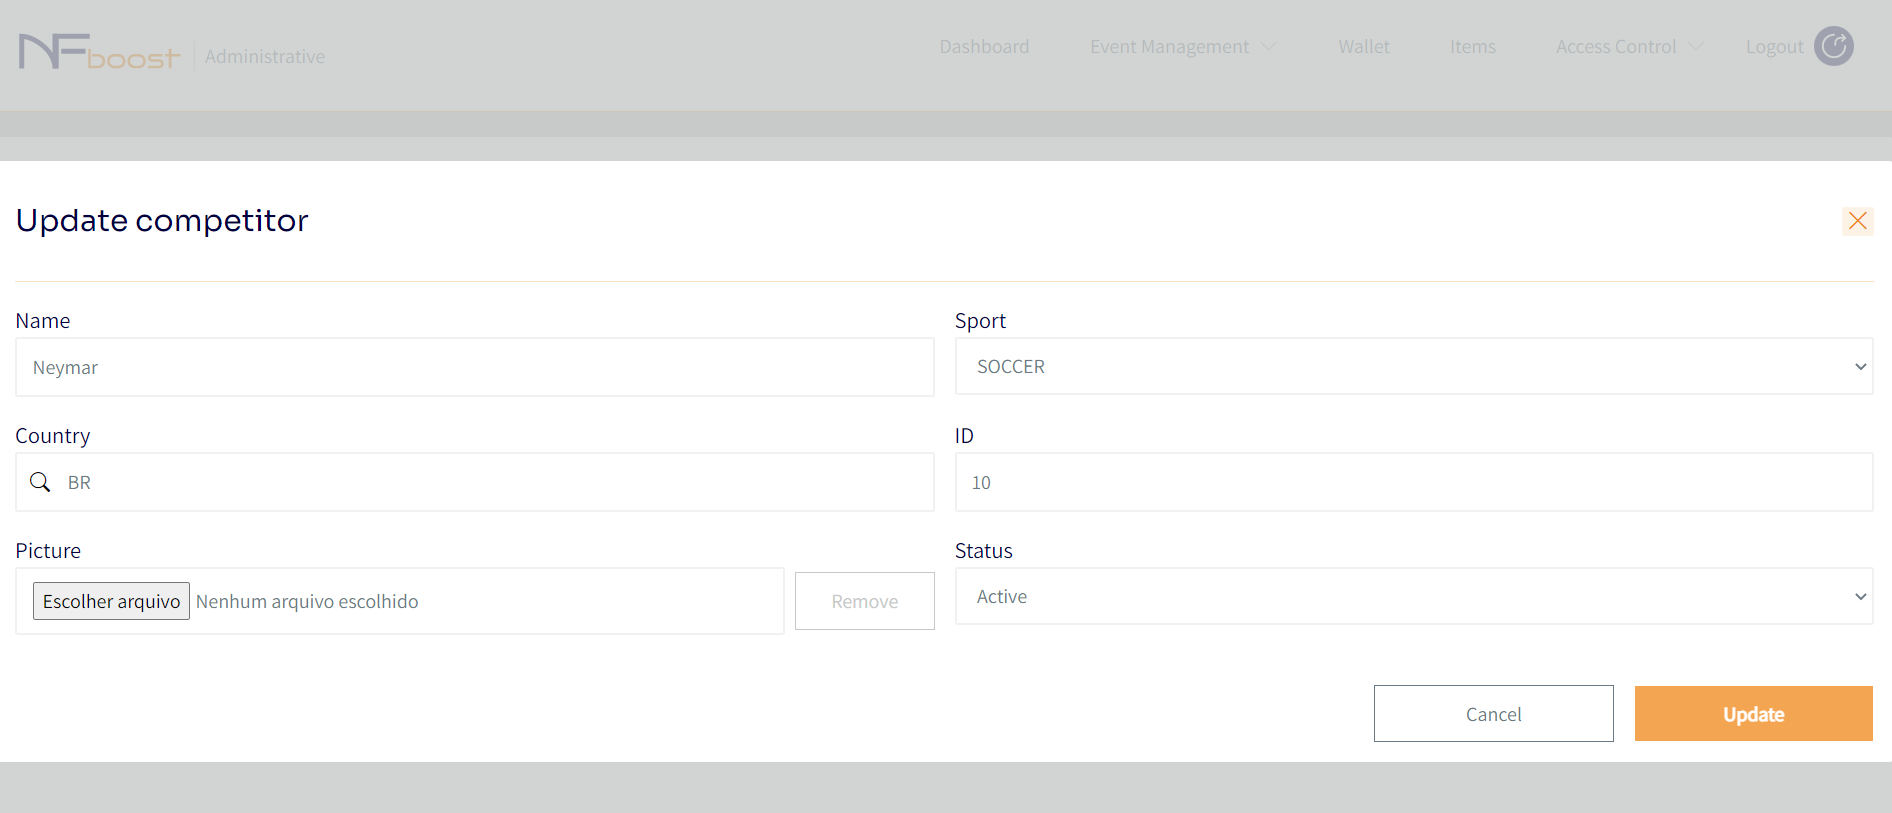 NFboost Administrative Dashboard Event Management Wallet Items Access Control Logout
Update competitor
Name Sport
Neymar SOCCER
Country ID
BR 10
Picture Status
Escolher arquivo Nenhum arquivo escolhido Remove Active
Cancel Update